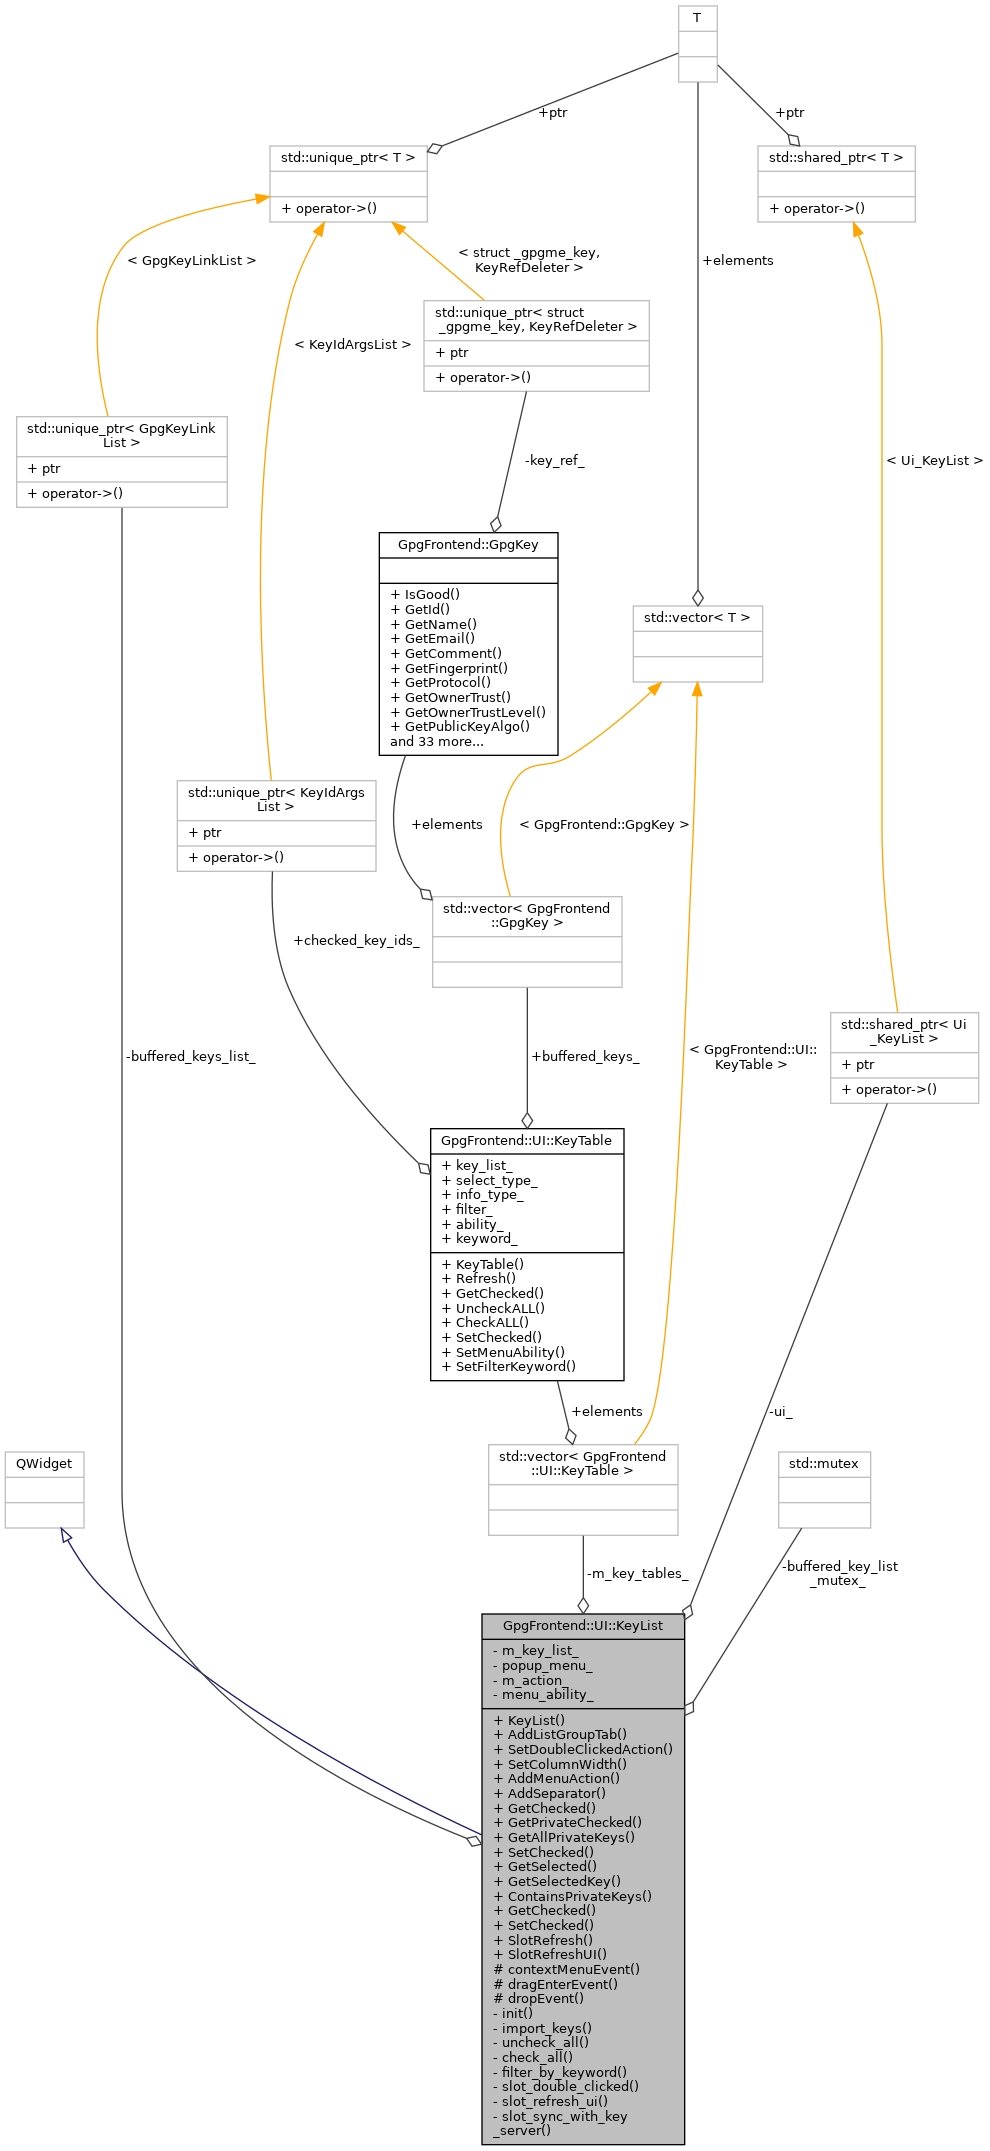 T
+ptr
+ptr
std::unique_ptr< T >
+ operator->()
std::shared_ptr< T >
+ operator->()
< GpgKeyLinkList >
< struct _gpgme_key,
KeyRefDeleter >
+elements
std::unique_ptr< struct
_gpgme_key, KeyRefDeleter >
+ ptr
+ operator->()
< KeyIdArgsList >
std::unique_ptr< GpgKeyLink
List >
+ ptr
+ operator->()
-key_ref_
< Ui_KeyList >
GpgFrontend::GpgKey
+ IsGood()
+ GetId()
+ GetName()
+ GetEmail()
+ GetComment()
+ GetFingerprint()
+ GetProtocol()
+ GetOwnerTrust()
+ GetOwnerTrustLevel()
+ GetPublicKeyAlgo()
and 33 more...
std::vector< T >
std::unique_ptr< KeyIdArgs
List >
+ ptr
+ operator->()
+elements
< GpgFrontend::GpgKey >
std::vector< GpgFrontend
::GpgKey >
+checked_key_ids_
-buffered_keys_list_
+buffered_keys_
< GpgFrontend::UI::
KeyTable >
std::shared_ptr< Ui
_KeyList >
+ ptr
+ operator->()
GpgFrontend::UI::KeyTable
+ key_list_
+ select_type_
+ info_type_
+ filter_
+ ability_
+ keyword_
+ KeyTable()
+ Refresh()
+ GetChecked()
+ UncheckALL()
+ CheckALL()
+ SetChecked()
+ SetMenuAbility()
+ SetFilterKeyword()
+elements
-ui_
QWidget
std::vector< GpgFrontend
::UI::KeyTable >
std::mutex
-m_key_tables_
-buffered_key_list
_mutex_
GpgFrontend::UI::KeyList
- m_key_list_
- popup_menu_
- m_action_
- menu_ability_
+ KeyList()
+ AddListGroupTab()
+ SetDoubleClickedAction()
+ SetColumnWidth()
+ AddMenuAction()
+ AddSeparator()
+ GetChecked()
+ GetPrivateChecked()
+ GetAllPrivateKeys()
+ SetChecked()
+ GetSelected()
+ GetSelectedKey()
+ ContainsPrivateKeys()
+ GetChecked()
+ SetChecked()
+ SlotRefresh()
+ SlotRefreshUI()
# contextMenuEvent()
# dragEnterEvent()
# dropEvent()
- init()
- import_keys()
- uncheck_all()
- check_all()
- filter_by_keyword()
- slot_double_clicked()
- slot_refresh_ui()
- slot_sync_with_key
_server()